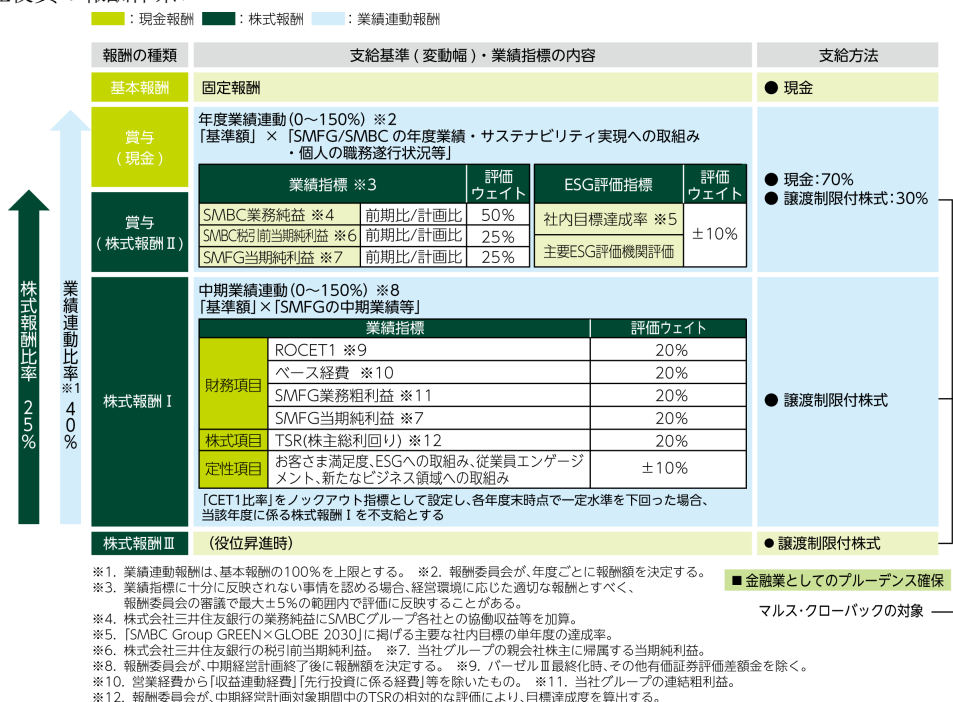 ：現金報酬 ：株式報酬 ：業績連動報酬
報酬の種類 支給基準(変動幅)・業績指標の内容 支給方法
基本報酬 固定報酬 ● 現金
賞与
(現金)
年度業績連動(0〜150%) ※2
「基準額」×「SMFG/SMBCの年度業績・サステナビリティ実現への取組み
・個人の職務遂行状況等」
業績指標 ※3 評価ウェイト ESG評価指標 評価ウェイト
賞与
(株式報酬Ⅱ)
SMBC業務純益 ※4 前期比/計画比 50%
SMBC税引前当期純利益 ※6 前期比/計画比 25%
SMFG当期純利益 ※7 前期比/計画比 25%
社内目標達成率 ※5
主要ESG評価機関評価
±10%
● 現金:70%
● 譲渡制限付株式:30%
株式報酬比率 25%
業績連動比率※1 40%
株式報酬Ⅰ
中期業績連動(0〜150%) ※8
「基準額」×「SMFGの中期業績等」
業績指標 評価ウェイト
財務項目
ROCET1 ※9 20%
ベース経費 ※10 20%
SMFG業務粗利益 ※11 20%
SMFG当期純利益 ※7 20%
株式項目 TSR(株主総利回り) ※12 20%
定性項目
お客さま満足度、ESGへの取組み、従業員エンゲージ
メント、新たなビジネス領域への取組み
±10%
「CET1比率」をノックアウト指標として設定し、各年度末時点で一定水準を下回った場合、
当該年度に係る株式報酬Ⅰを不支給とする
● 譲渡制限付株式
株式報酬Ⅲ (役位昇進時) ● 譲渡制限付株式
※1. 業績連動報酬は、基本報酬の100%を上限とする。 ※2. 報酬委員会が、年度ごとに報酬額を決定する。
※3. 業績指標に十分に反映されない事情を認める場合、経営環境に応じた適切な報酬とすべく、
報酬委員会の審議で最大±5%の範囲内で評価に反映することがある。
※4. 株式会社三井住友銀行の業務純益にSMBCグループ各社との協働収益等を加算。
※5. 「SMBC Group GREEN×GLOBE 2030」に掲げる主要な社内目標の単年度の達成率。
※6. 株式会社三井住友銀行の税引前当期純利益。 ※7. 当社グループの親会社株主に帰属する当期純利益。
※8. 報酬委員会が、中期経営計画終了後に報酬額を決定する。 ※9. バーゼルⅢ最終化時、その他有価証券評価差額金を除く。
※10. 営業経費から「収益連動経費」「先行投資に係る経費」等を除いたもの。 ※11. 当社グループの連結粗利益。
※12. 報酬委員会が、中期経営計画対象期間中のTSRの相対的な評価により、目標達成度を算出する。
■ 金融業としてのプルーデンス確保
マルス・クローバックの対象